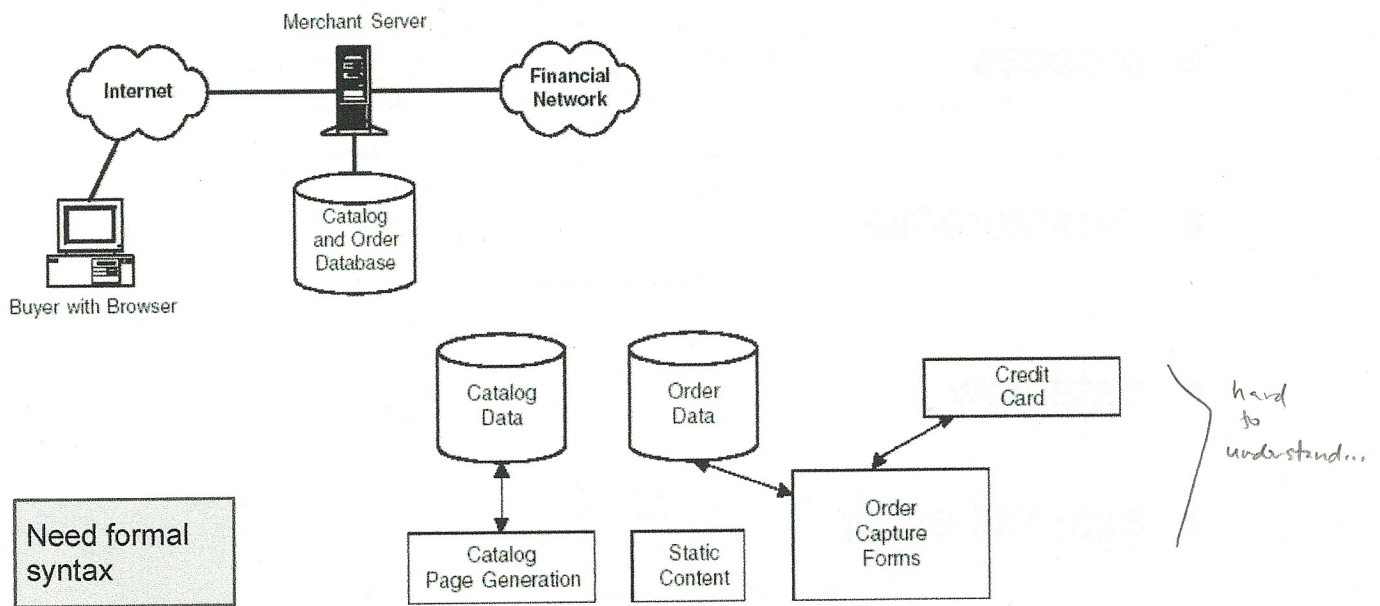 Merchant Server
Internet
Financial
Network
Catalog
and Order
Database
Buyer with Browser
Catalog
Data
Order
Data
Credit
Card
hard
to
understand...
Need formal
syntax
Catalog
Page Generation
Static
Content
Order
Capture
Forms